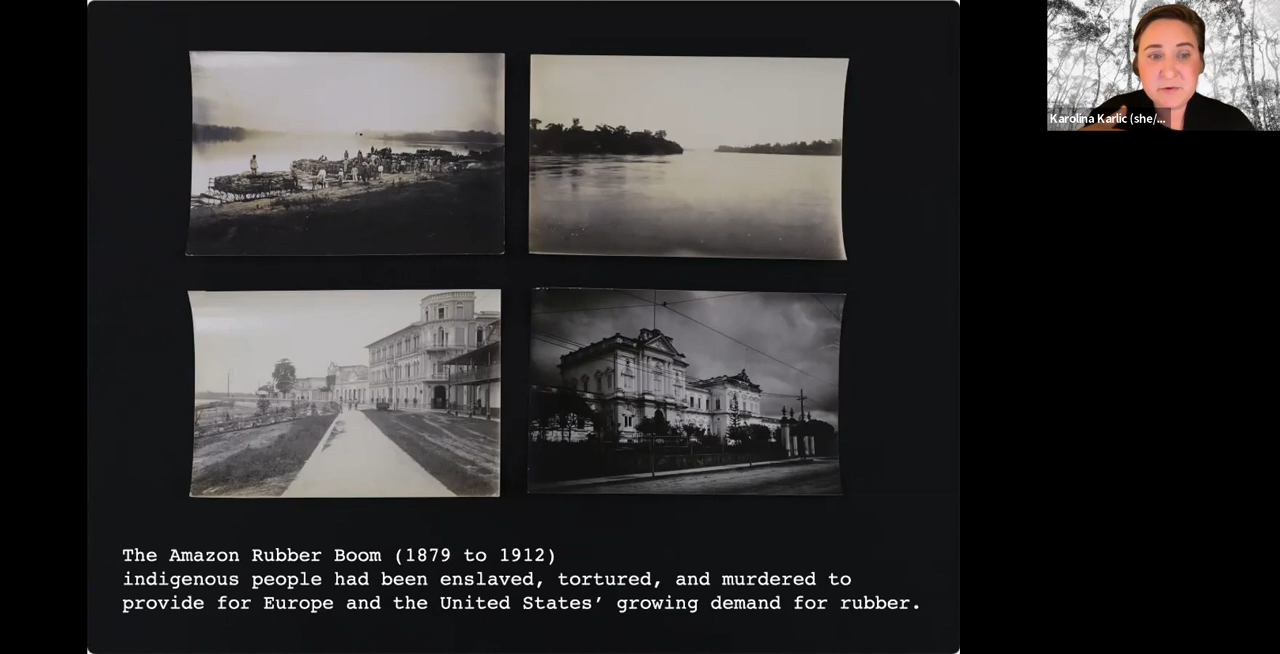 Karolina Karlic (she/...
The Amazon Rubber Boom (1879 to 1912)
indigenous people had been enslaved, tortured, and murdered to
provide for Europe and the United States’ growing demand for rubber.